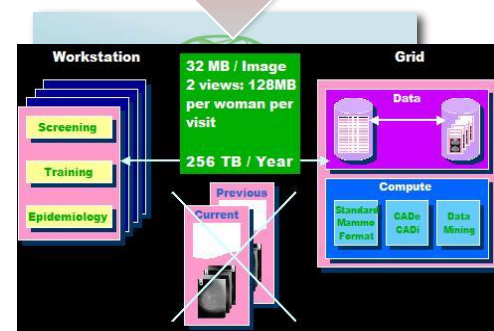 Workstation
Screening
Training
Epidemiology
32 MB / Image
2 views: 128MB
per woman per
visit
256 TB / Year
Previous
Current
Grid
Data
Compute
Standard
Mammo
Format
CADe
CADi
Data
Mining